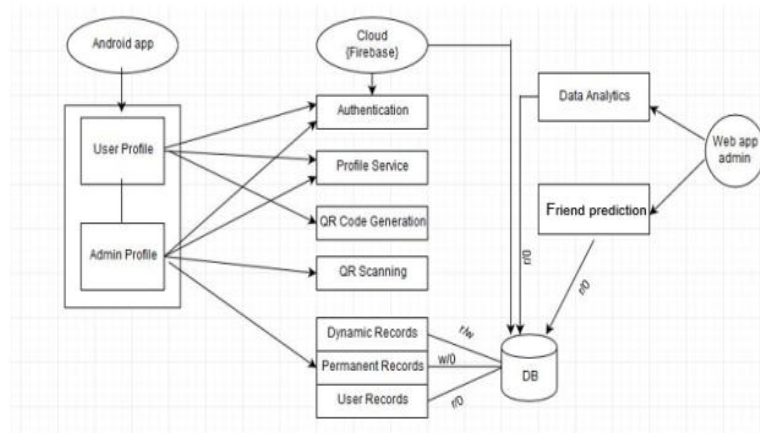 Android app
Cloud
{Firebase}
Authentication
Data Analytics
User Profile
Web app
admin
Profile Service
Friend prediction
QR Code Generation
Admin Profile
QR Scanning
r/0
r/0
Dynamic Records
r/w
Permanent Records
w/0
DB
User Records
r/0